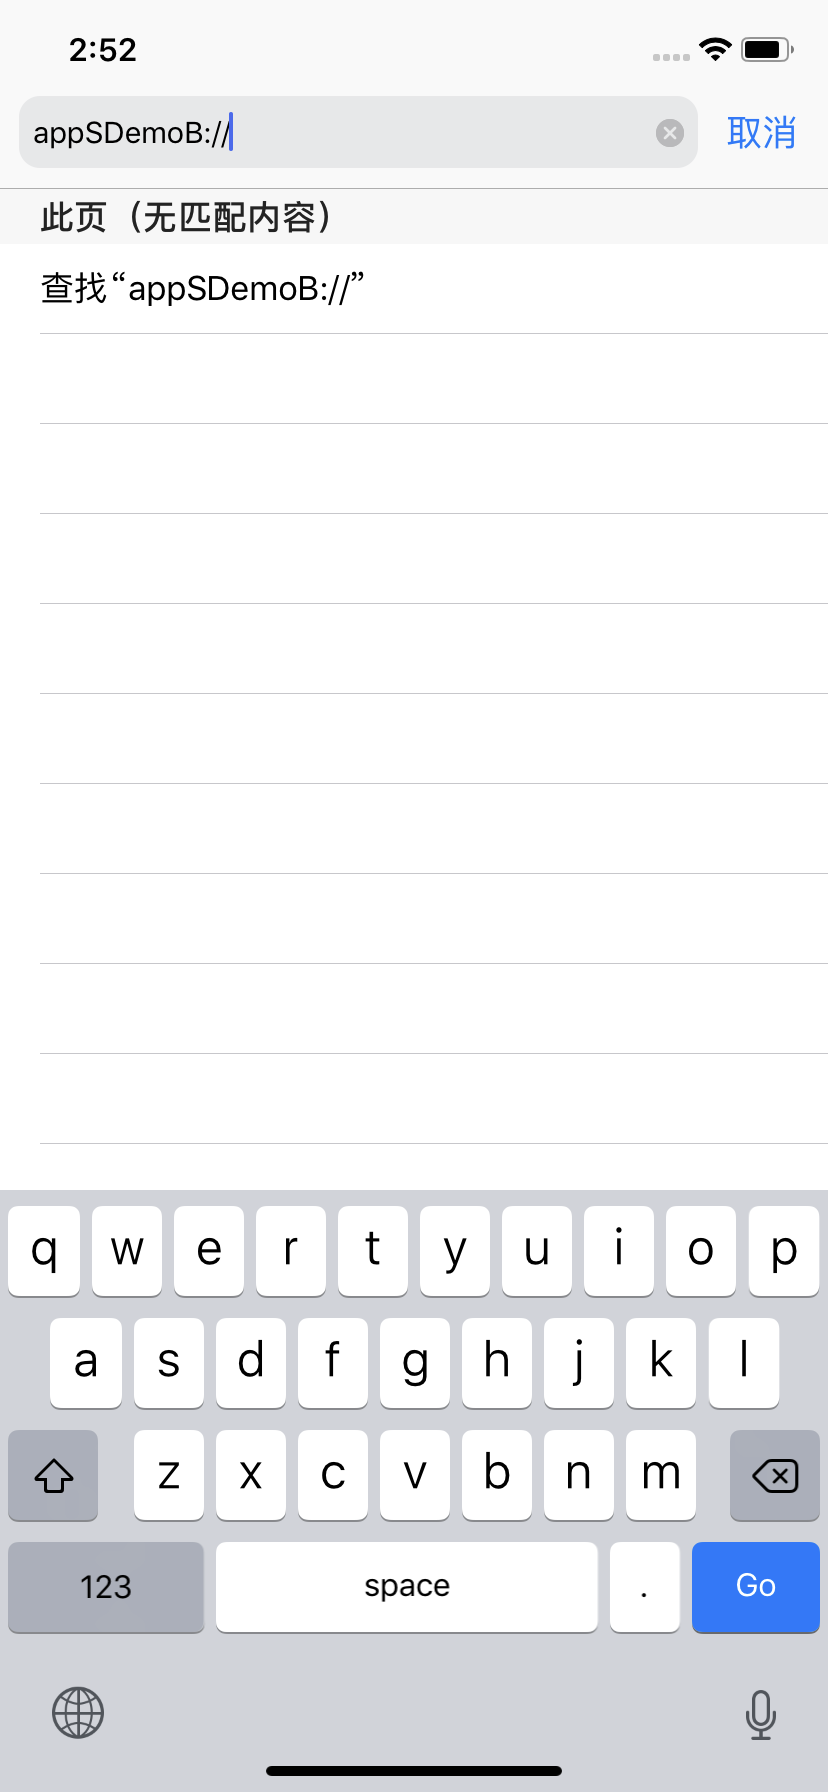 2:52
appSDemoB://
取消
此页（无匹配内容）
查找“appSDemoB://”
q w e r t y u i o p
a s d f g h j k l
z x c v b n m
123 space . Go